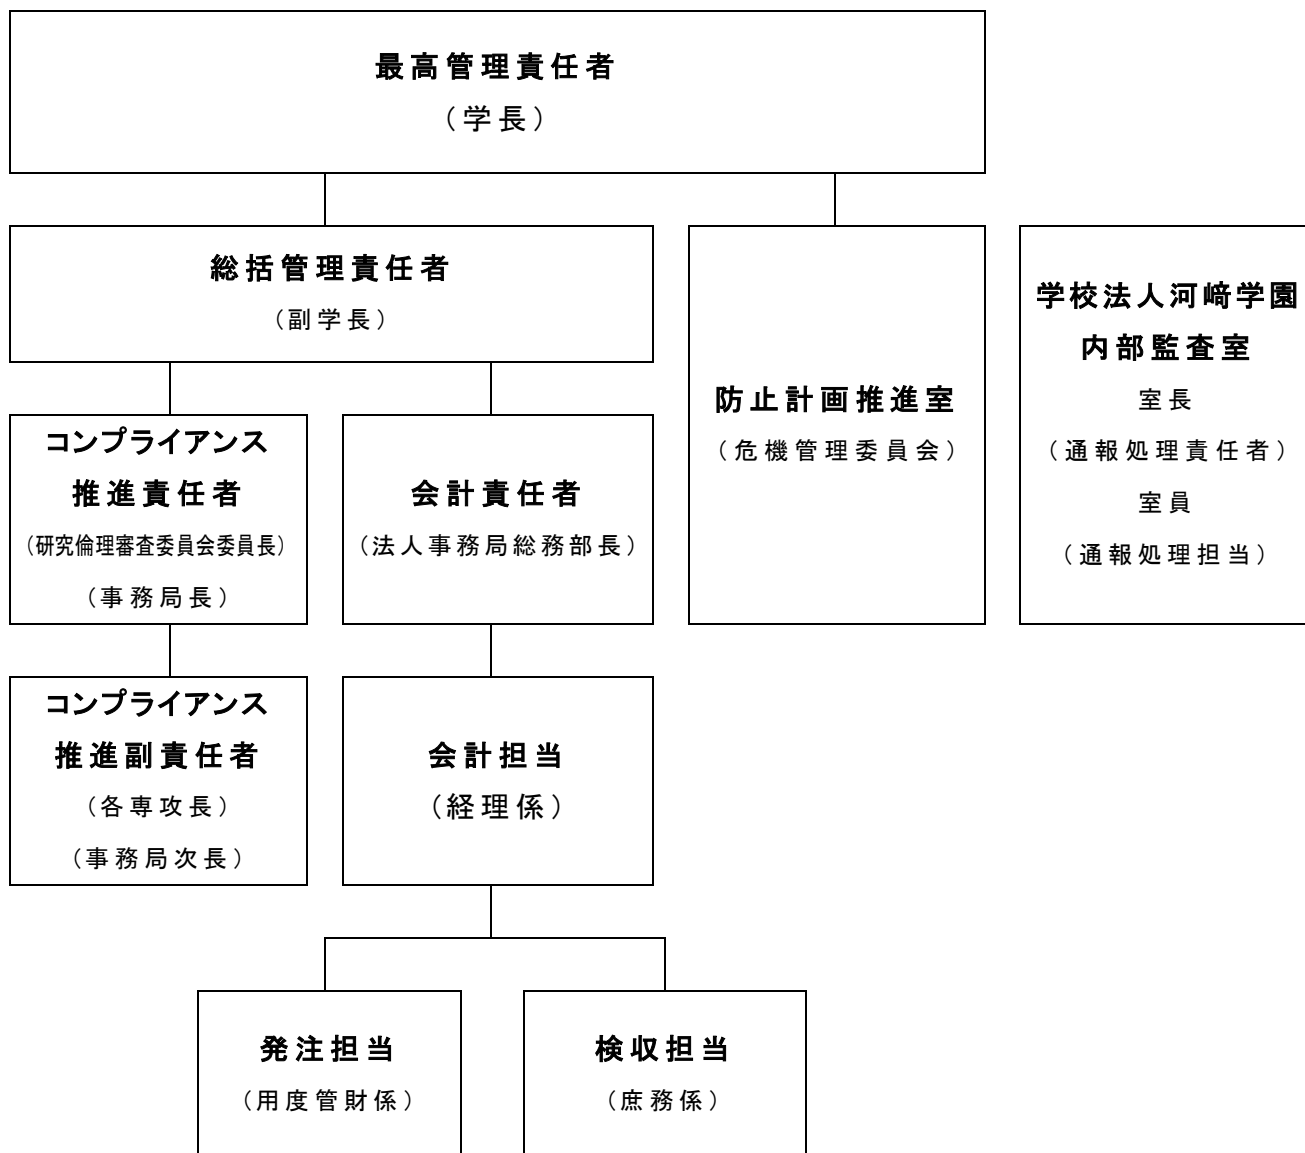 最高管理責任者
（学長）
総括管理責任者
（副学長）
防止計画推進室
（危機管理委員会）
学校法人河﨑学園
内部監査室
室長
（通報処理責任者）
室員
（通報処理担当）
コンプライアンス
推進責任者
（研究倫理審査委員会委員長）
（事務局長）
会計責任者
（法人事務局総務部長）
コンプライアンス
推進副責任者
（各専攻長）
（事務局次長）
会計担当
（経理係）
発注担当
（用度管財係）
検収担当
（庶務係）